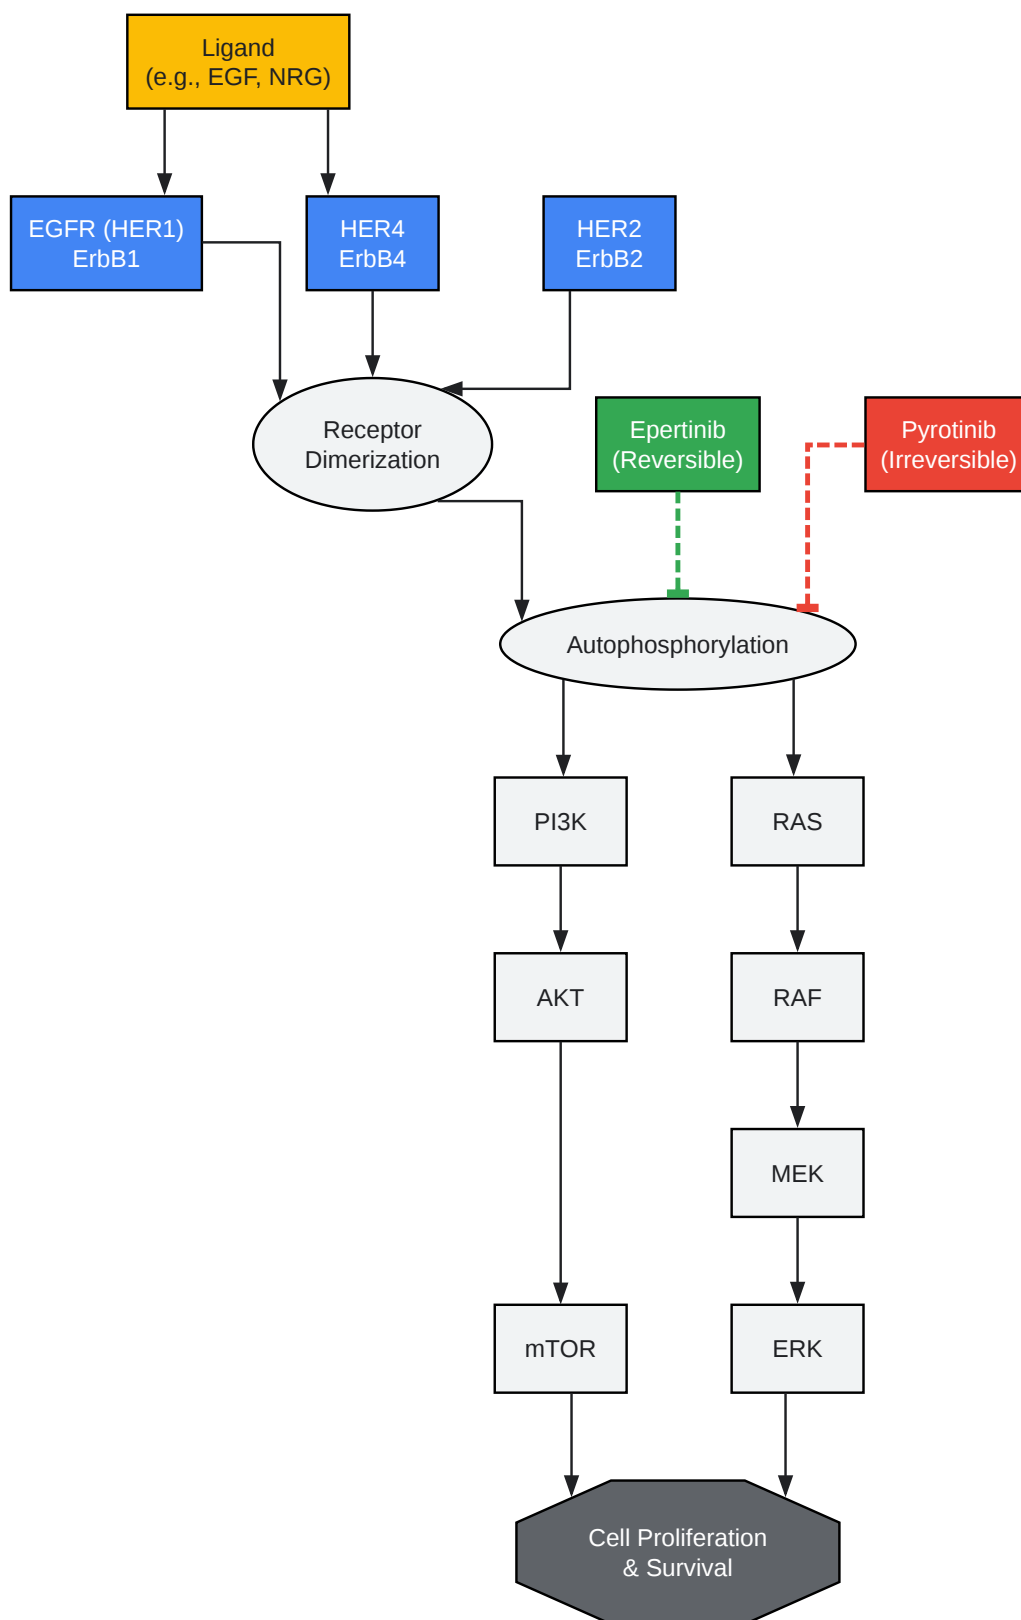 Ligand
(e.g., EGF, NRG)
EGFR (HER1)
ErbB1
HER4
ErbB4
HER2
ErbB2
Receptor
Dimerization
Epertinib
(Reversible)
Pyrotinib
(Irreversible)
Autophosphorylation
PI3K
RAS
AKT
RAF
MEK
mTOR
ERK
Cell Proliferation
& Survival